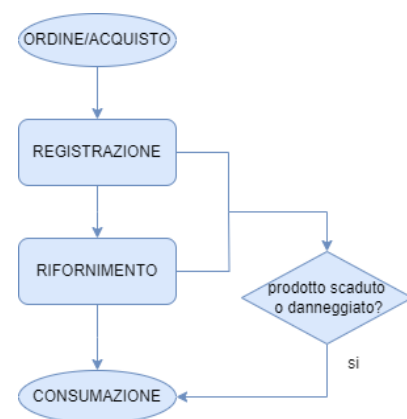 ORDINE/ACQUISTO
REGISTRAZIONE
RIFORNIMENTO
prodotto scaduto
o danneggiato?
si
CONSUMAZIONE